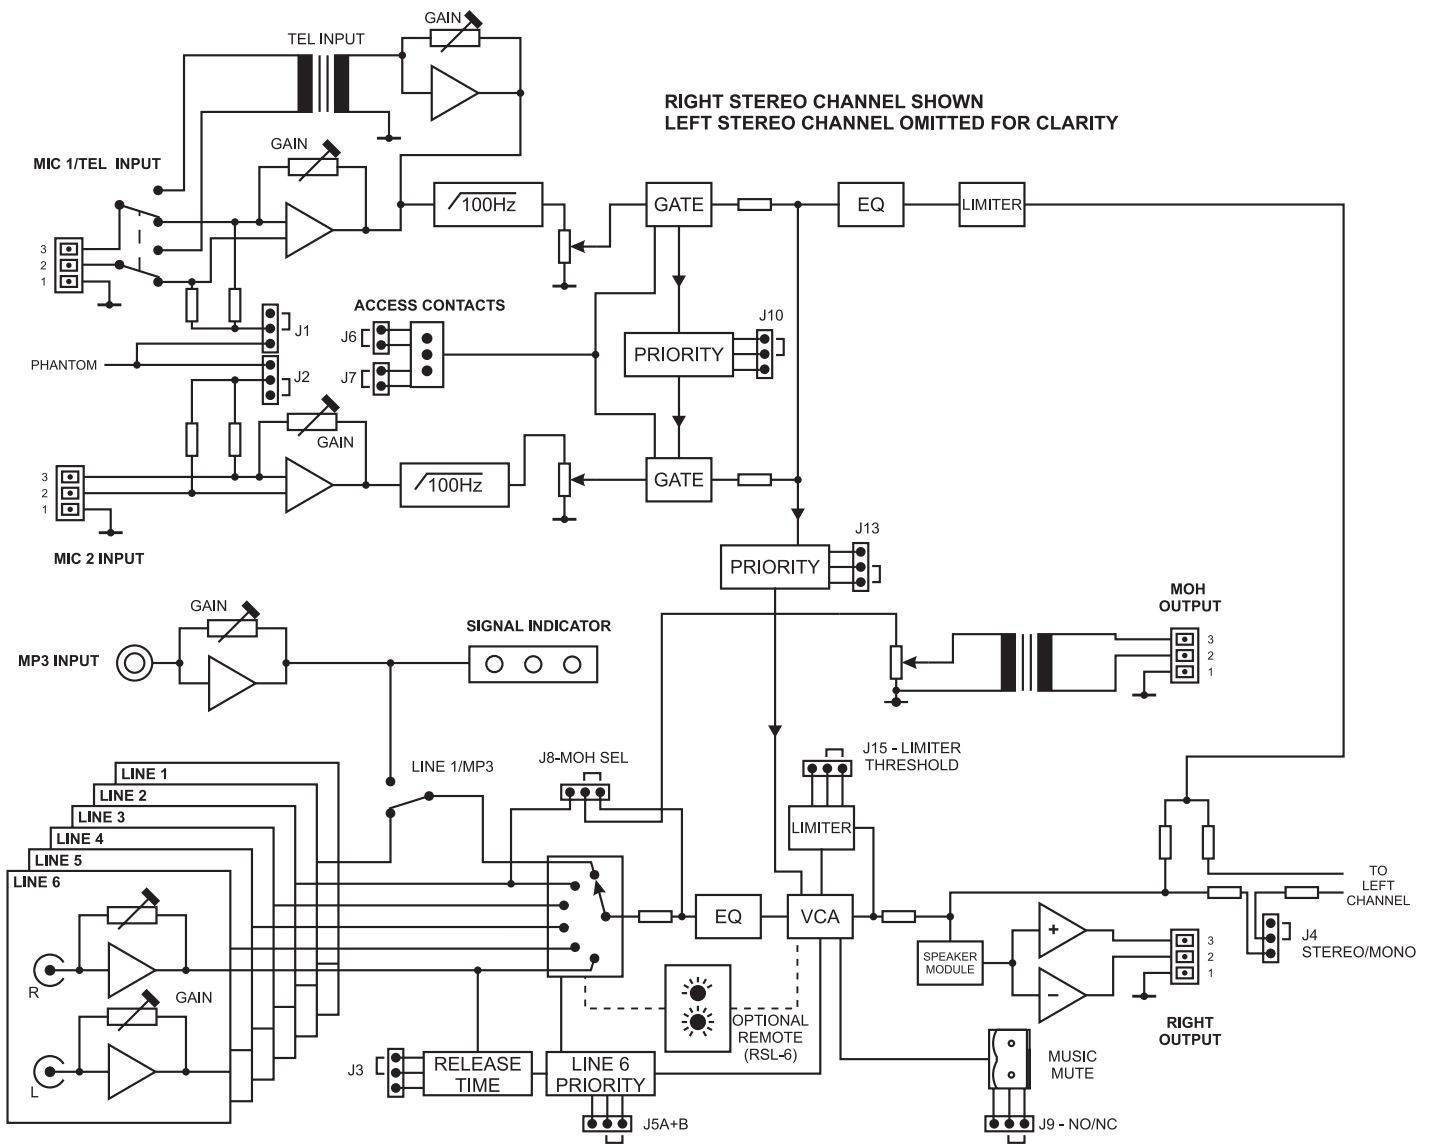 GAIN
TEL INPUT
RIGHT STEREO CHANNEL SHOWN
LEFT STEREO CHANNEL OMITTED FOR CLARITY
GAIN
MIC 1/TEL INPUT
100Hz
GATE
EQ
LIMITER
3
2
1
ACCESS CONTACTS
J1
J6
J10
PRIORITY
PHANTOM
J2
J7
GAIN
3
2
1
100Hz
GATE
MIC 2 INPUT
J13
PRIORITY
MOH
OUTPUT
GAIN
SIGNAL INDICATOR
MP3 INPUT
3
2
1
J8-MOH SEL
J15 - LIMITER
THRESHOLD
LINE 1/MP3
LINE 1
LINE 2
LINE 3
LINE 4
LINE 5
LINE 6
LIMITER
TO
LEFT
CHANNEL
EQ
VCA
+
−
SPEAKER
MODULE
3
2
1
J4
STEREO/MONO
R
GAIN
L
OPTIONAL
REMOTE
(RSL-6)
RIGHT
OUTPUT
J3
RELEASE
TIME
LINE 6
PRIORITY
MUSIC
MUTE
J5A+B
J9 - NO/NC